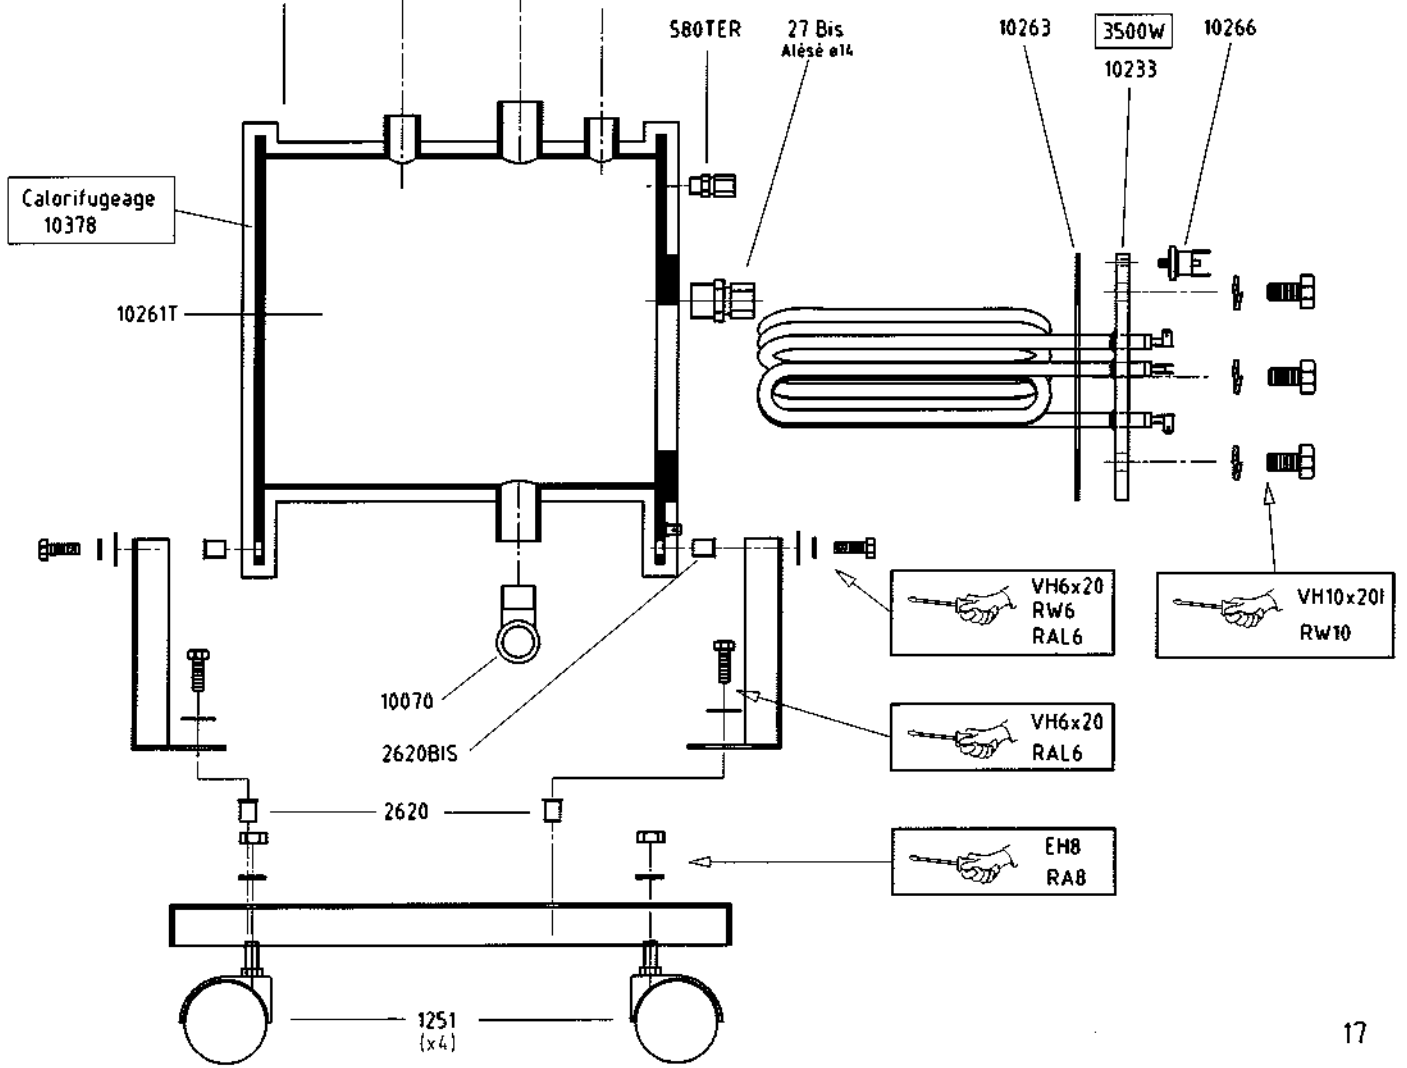 580TER
27 Bis
Alésé ø14
10263
3500W
10233
10266
Calorifugeage
10378
10261T
VH6x20
RW6
RAL6
VH10x20I
RW10
10070
2620BIS
VH6x20
RAL6
2620
EH8
RA8
1251
(x4)
17